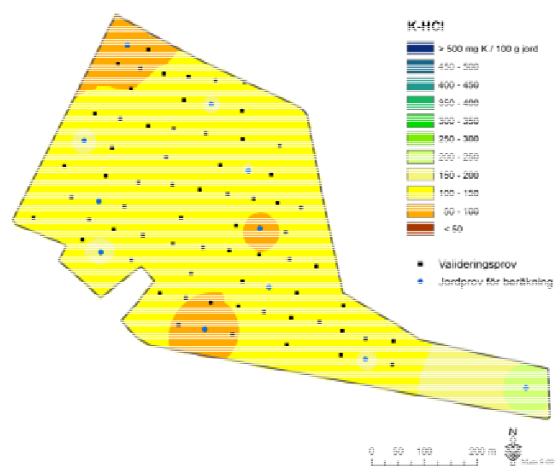 K-HCl
> 500 mg K / 100 g jord
450 - 500
400 - 450
350 - 400
300 - 350
250 - 300
200 - 250
150 - 200
100 - 150
50 - 100
< 50
Valideringsprov
Jordprov för beräkning
N
0 50 100 200 m